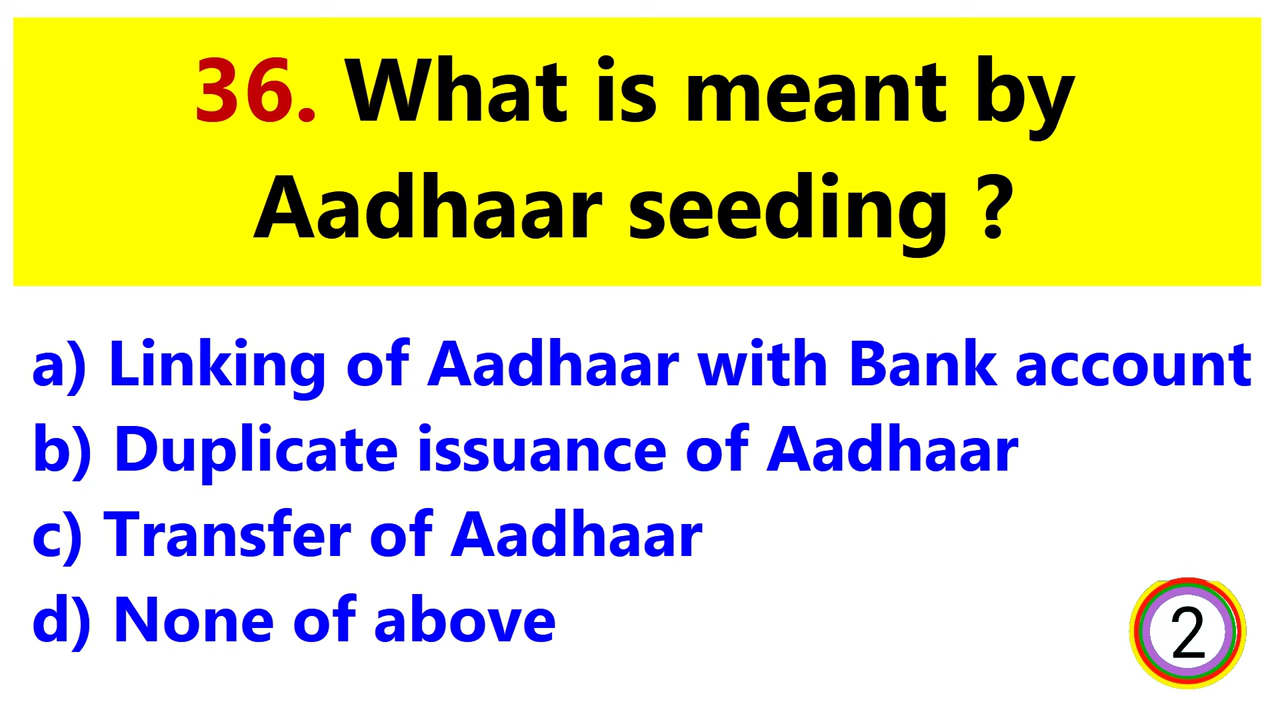 36. What is meant by
Aadhaar seeding ?
a) Linking of Aadhaar with Bank account
b) Duplicate issuance of Aadhaar
c) Transfer of Aadhaar
d) None of above
2